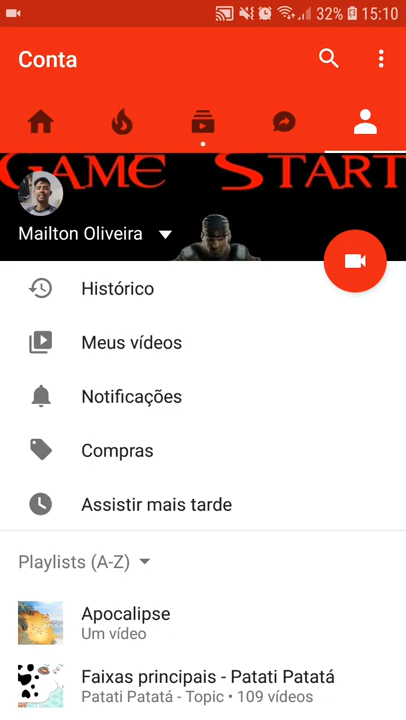 32% 15:10
Conta
GAME START
Mailton Oliveira
Histórico
Meus vídeos
Notificações
Compras
Assistir mais tarde
Playlists (A-Z)
Apocalipse
Um vídeo
Faixas principais - Patati Patatá
Patati Patatá - Topic • 109 vídeos